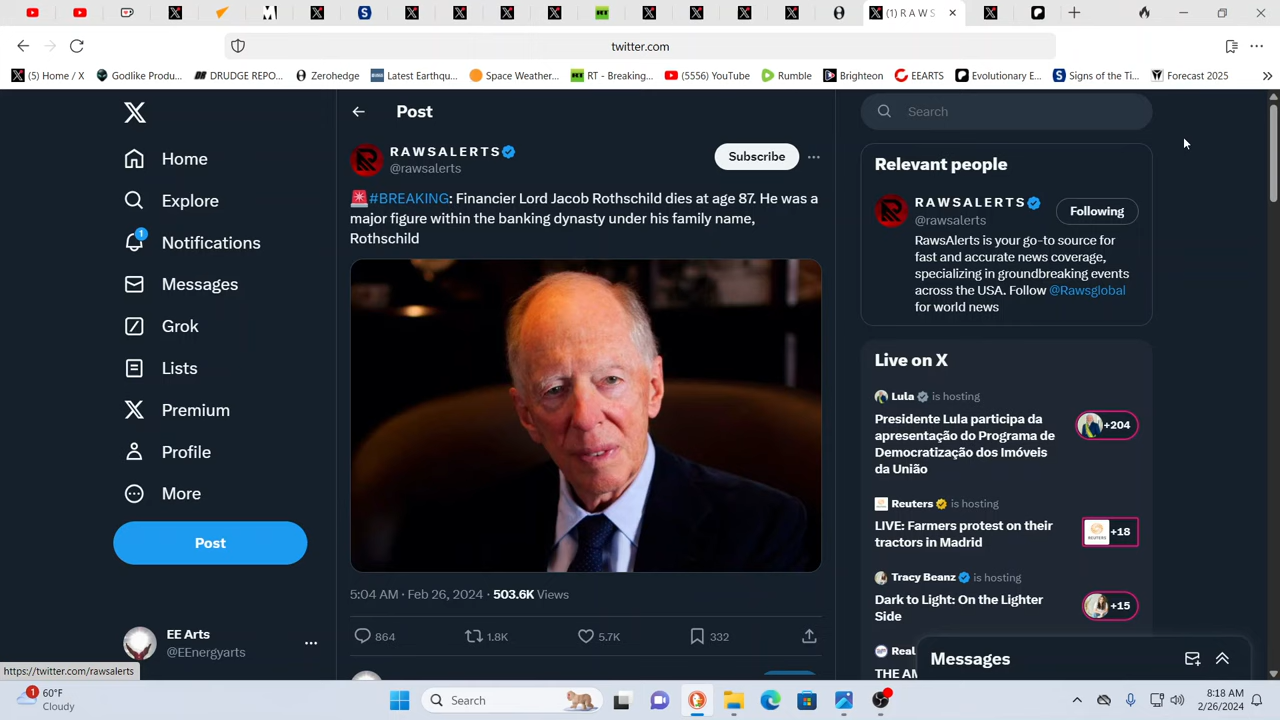 (1) R A W S
twitter.com
(5) Home / X
Godlike Produ...
DRUDGE REPO...
Zerohedge
Latest Earthqu...
Space Weather...
RT - Breaking...
(5556) YouTube
Rumble
Brighteon
EEARTS
Evolutionary E...
Signs of the Ti...
Forecast 2025
Home
Explore
1
Notifications
Messages
Grok
Lists
Premium
Profile
More
Post
EE Arts
@EEnergyarts
https://twitter.com/rawsalerts
Post
R A W S A L E R T S
@rawsalerts
Subscribe
🚨#BREAKING: Financier Lord Jacob Rothschild dies at age 87. He was a
major figure within the banking dynasty under his family name,
Rothschild
5:04 AM · Feb 26, 2024 · 503.6K Views
864
1.8K
5.7K
332
Search
Relevant people
R A W S A L E R T S
@rawsalerts
Following
RawsAlerts is your go-to source for
fast and accurate news coverage,
specializing in groundbreaking events
across the USA. Follow @Rawsglobal
for world news
Live on X
Lula is hosting
Presidente Lula participa da
apresentação do Programa de
Democratização dos Imóveis
da União
+204
Reuters is hosting
LIVE: Farmers protest on their
tractors in Madrid
REUTERS
+18
Tracy Beanz is hosting
Dark to Light: On the Lighter
Side
+15
Real
THE AM
Messages
1
60°F
Cloudy
Search
8:18 AM
2/26/2024